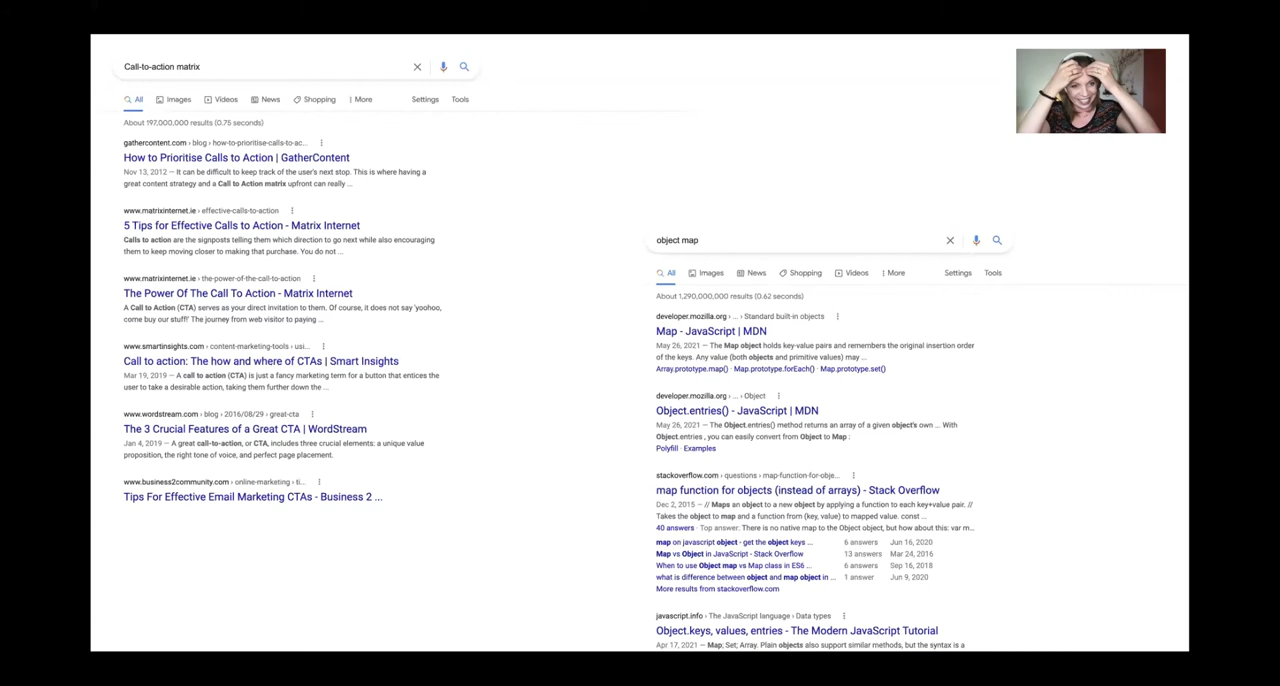 Call-to-action matrix
All Images Videos News Shopping More Settings Tools
About 197,000,000 results (0.75 seconds)
gathercontent.com › blog › how-to-prioritise-calls-to-ac...
How to Prioritise Calls to Action | GatherContent
Nov 13, 2012 — It can be difficult to keep track of the user's next stop. This is where having a
great content strategy and a Call to Action matrix upfront can really ...
www.matrixinternet.ie › effective-calls-to-action
5 Tips for Effective Calls to Action - Matrix Internet
Calls to action are the signposts telling them which direction to go next while also encouraging
them to keep moving closer to making that purchase. You do not ...
www.matrixinternet.ie › the-power-of-the-call-to-action
The Power Of The Call To Action - Matrix Internet
A Call to Action (CTA) serves as your direct invitation to them. Of course, it does not say 'yoohoo,
come buy our stuff!' The journey from web visitor to paying ...
www.smartinsights.com › content-marketing-tools › usi...
Call to action: The how and where of CTAs | Smart Insights
Mar 19, 2019 — A call to action (CTA) is just a fancy marketing term for a button that entices the
user to take a desirable action, taking them further down the ...
www.wordstream.com › blog › 2016/08/29 › great-cta
The 3 Crucial Features of a Great CTA | WordStream
Jan 4, 2019 — A great call-to-action, or CTA, includes three crucial elements: a unique value
proposition, the right tone of voice, and perfect page placement.
www.business2community.com › online-marketing › ti...
Tips For Effective Email Marketing CTAs - Business 2 ...
object map
All Images News Shopping Videos More Settings Tools
About 1,290,000,000 results (0.62 seconds)
developer.mozilla.org › ... › Standard built-in objects
Map - JavaScript | MDN
May 26, 2021 — The Map object holds key-value pairs and remembers the original insertion order
of the keys. Any value (both objects and primitive values) may ...
Array.prototype.map() · Map.prototype.forEach() · Map.prototype.set()
developer.mozilla.org › ... › Object
Object.entries() - JavaScript | MDN
May 26, 2021 — The Object.entries() method returns an array of a given object's own ... With
Object.entries , you can easily convert from Object to Map :
Polyfill · Examples
stackoverflow.com › questions › map-function-for-obje...
map function for objects (instead of arrays) - Stack Overflow
Dec 2, 2015 — // Maps an object to a new object by applying a function to each key+value pair. //
Takes the object to map and a function from (key, value) to mapped value. const ...
40 answers · Top answer: There is no native map to the Object object, but how about this: var m...
map on javascript object - get the object keys ... 6 answers Jun 16, 2020
Map vs Object in JavaScript - Stack Overflow 13 answers Mar 24, 2016
When to use Object map vs Map class in ES6 ... 6 answers Sep 16, 2018
what is difference between object and map object in ... 1 answer Jun 9, 2020
More results from stackoverflow.com
javascript.info › The JavaScript language › Data types
Object.keys, values, entries - The Modern JavaScript Tutorial
Apr 17, 2021 — Map; Set; Array. Plain objects also support similar methods, but the syntax is a